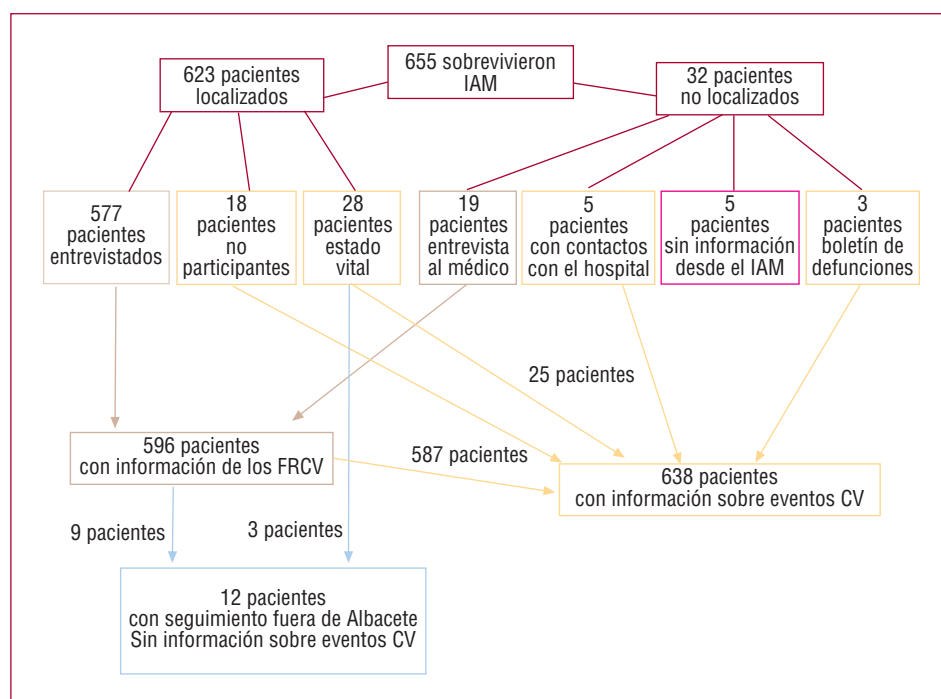 655 sobrevivieron
IAM
623 pacientes
localizados
32 pacientes
no localizados
577
pacientes
entrevistados
18
pacientes
no
participantes
28
pacientes
estado
vital
19
pacientes
entrevista
al médico
5
pacientes
con contactos
con el hospital
5
pacientes
sin información
desde el IAM
3
pacientes
boletín de
defunciones
25 pacientes
596 pacientes
con información de los FRCV
587 pacientes
638 pacientes
con información sobre eventos CV
9 pacientes
3 pacientes
12 pacientes
con seguimiento fuera de Albacete
Sin información sobre eventos CV